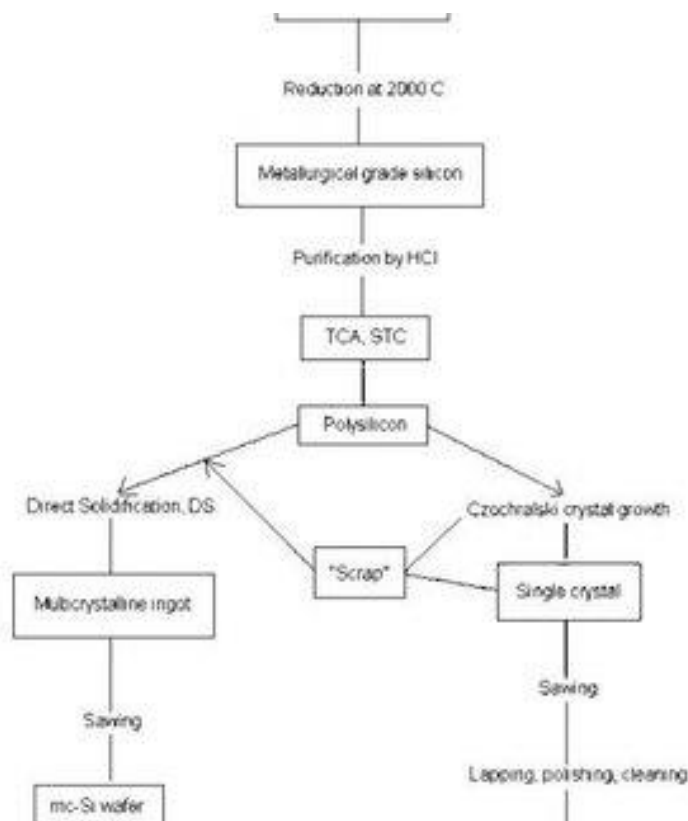 Reduction at 2000 C
Metallurgical grade silicon
Purification by HCl
TCA, STC
Polysilicon
Direct Solidification, DS
Czochralski crystal growth
"Scrap"
Multicrystalline ingot
Single crystal
Sawing
Sawing
Lapping, polishing, cleaning
mc-Si wafer